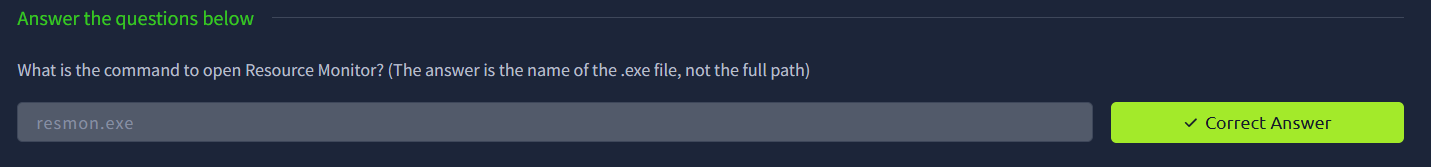 Answer the questions below
What is the command to open Resource Monitor? (The answer is the name of the .exe file, not the full path)
resmon.exe
✓ Correct Answer